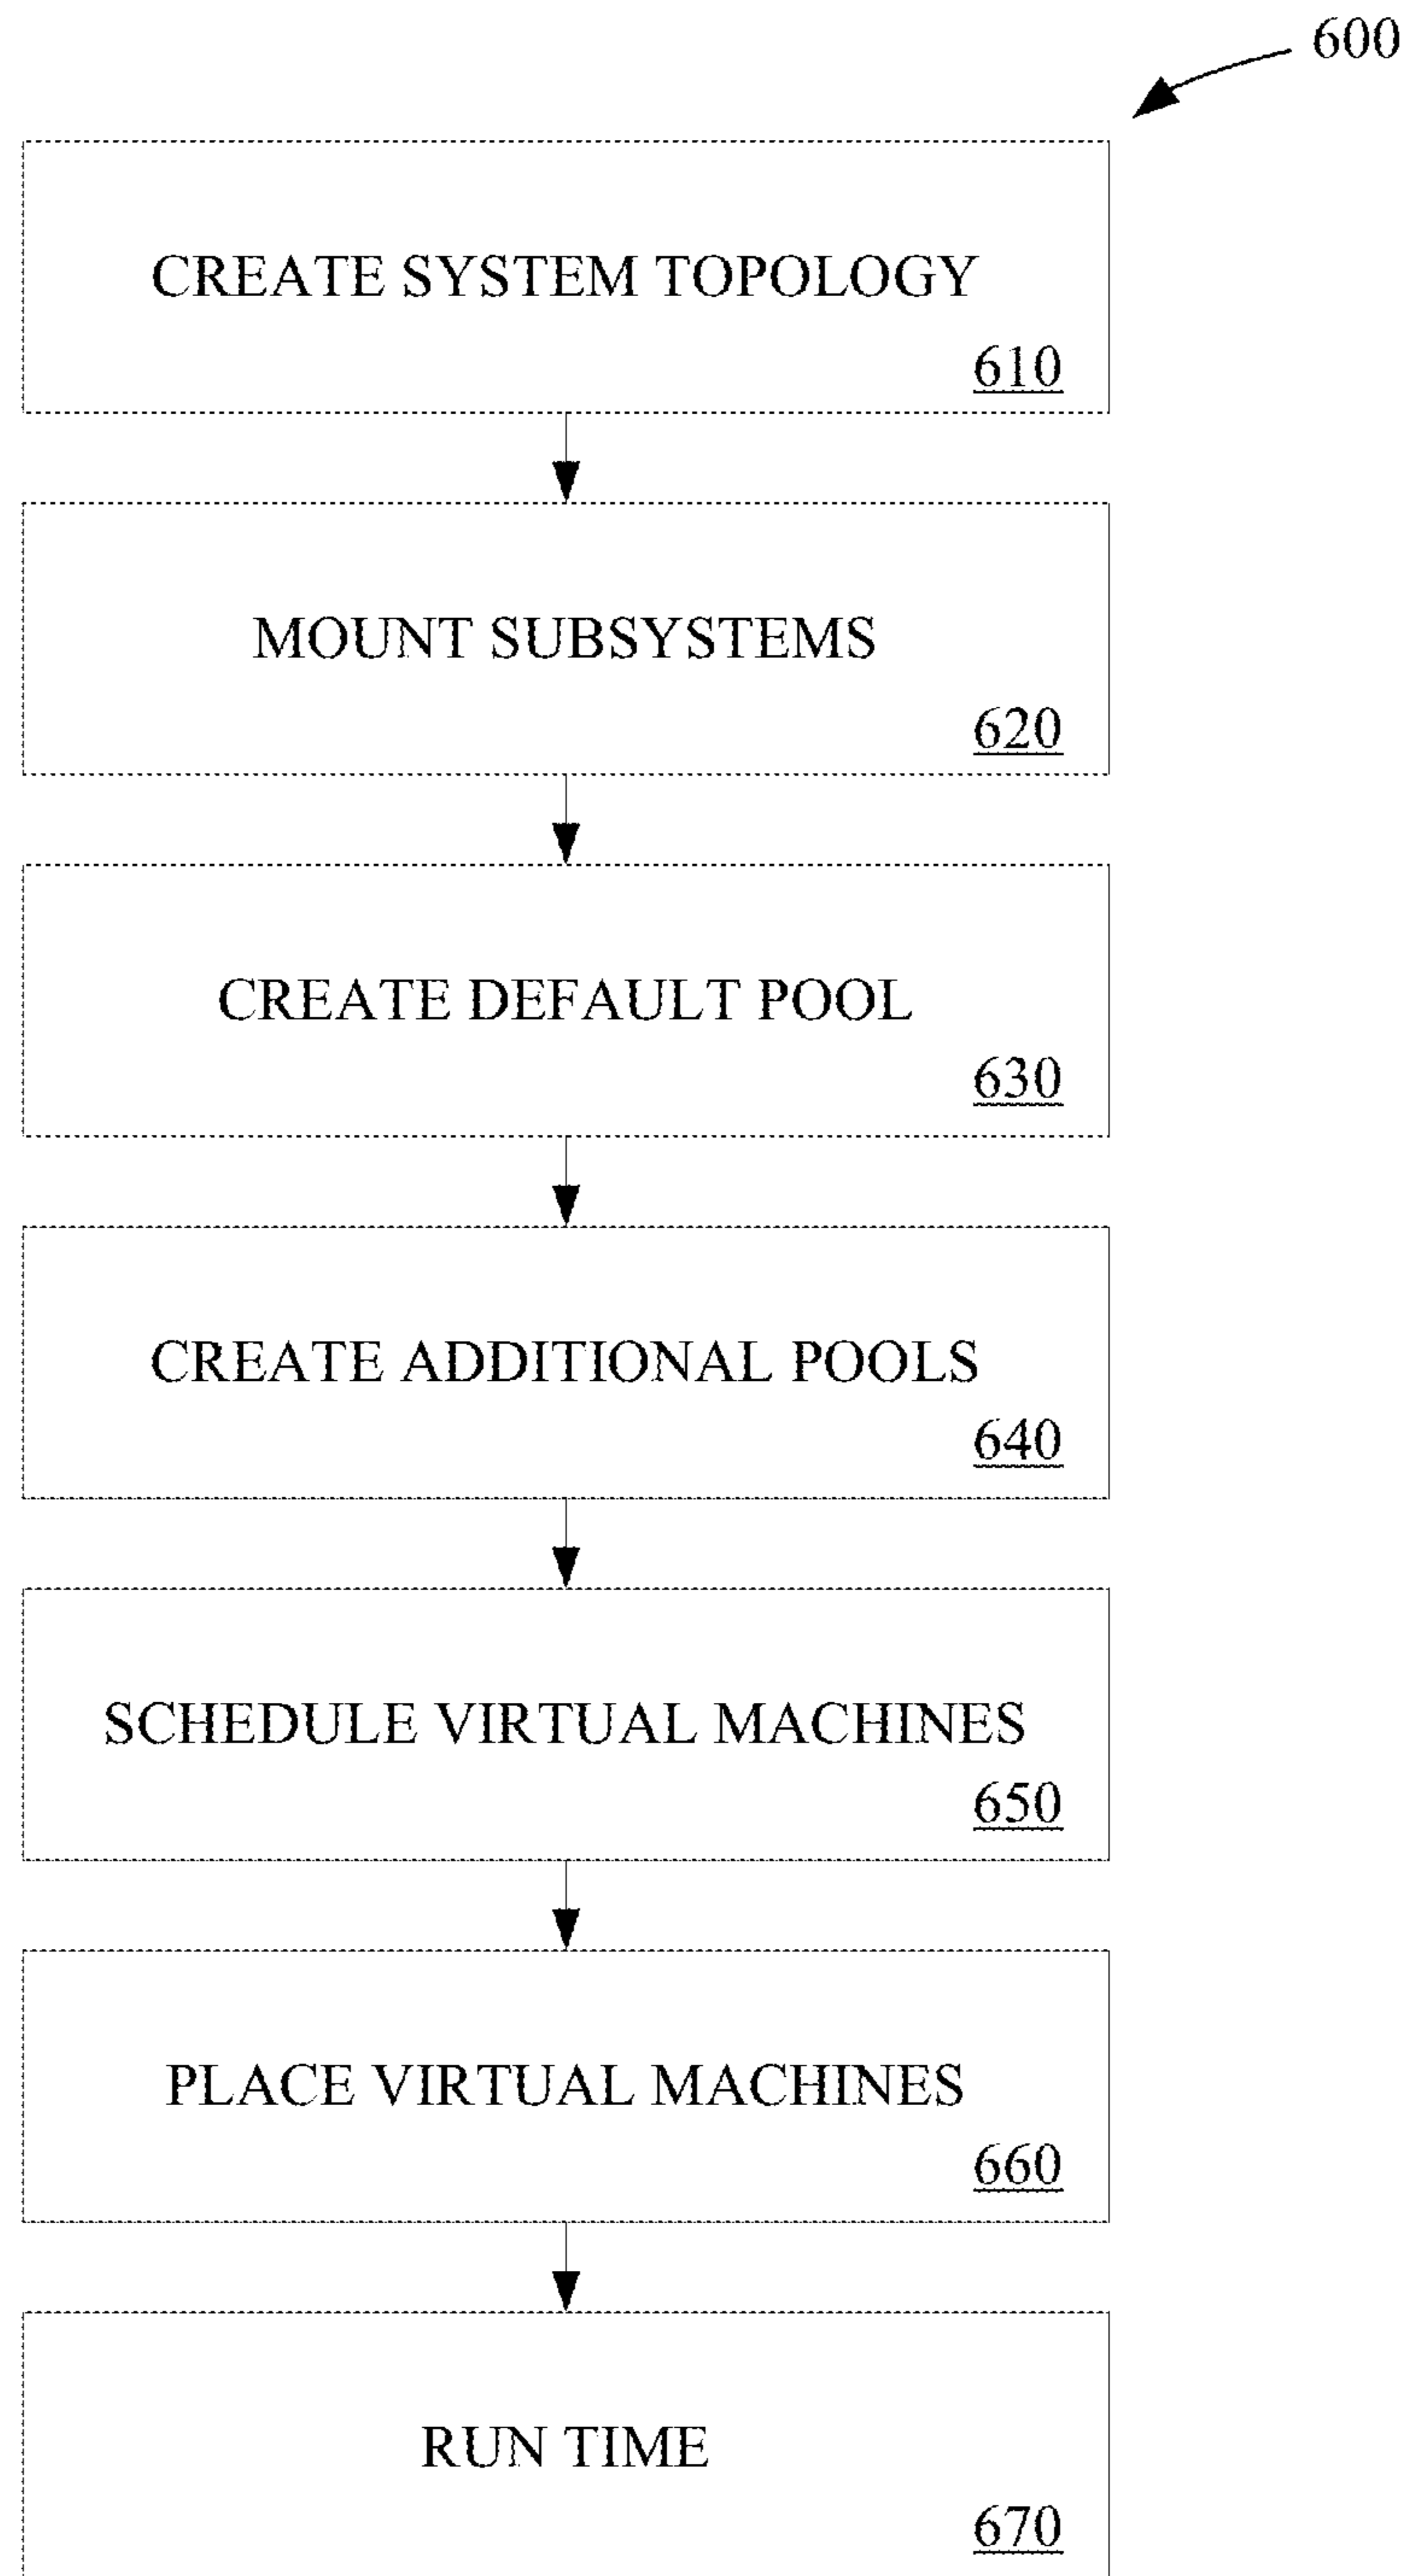 600
CREATE SYSTEM TOPOLOGY
610
MOUNT SUBSYSTEMS
620
CREATE DEFAULT POOL
630
CREATE ADDITIONAL POOLS
640
SCHEDULE VIRTUAL MACHINES
650
PLACE VIRTUAL MACHINES
660
RUN TIME
670